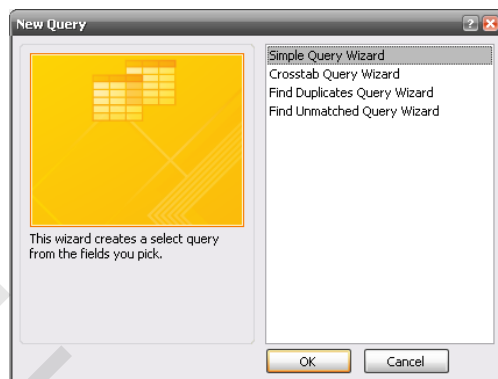 New Query
Simple Query Wizard
Crosstab Query Wizard
Find Duplicates Query Wizard
Find Unmatched Query Wizard
This wizard creates a select query
from the fields you pick.
OK
Cancel